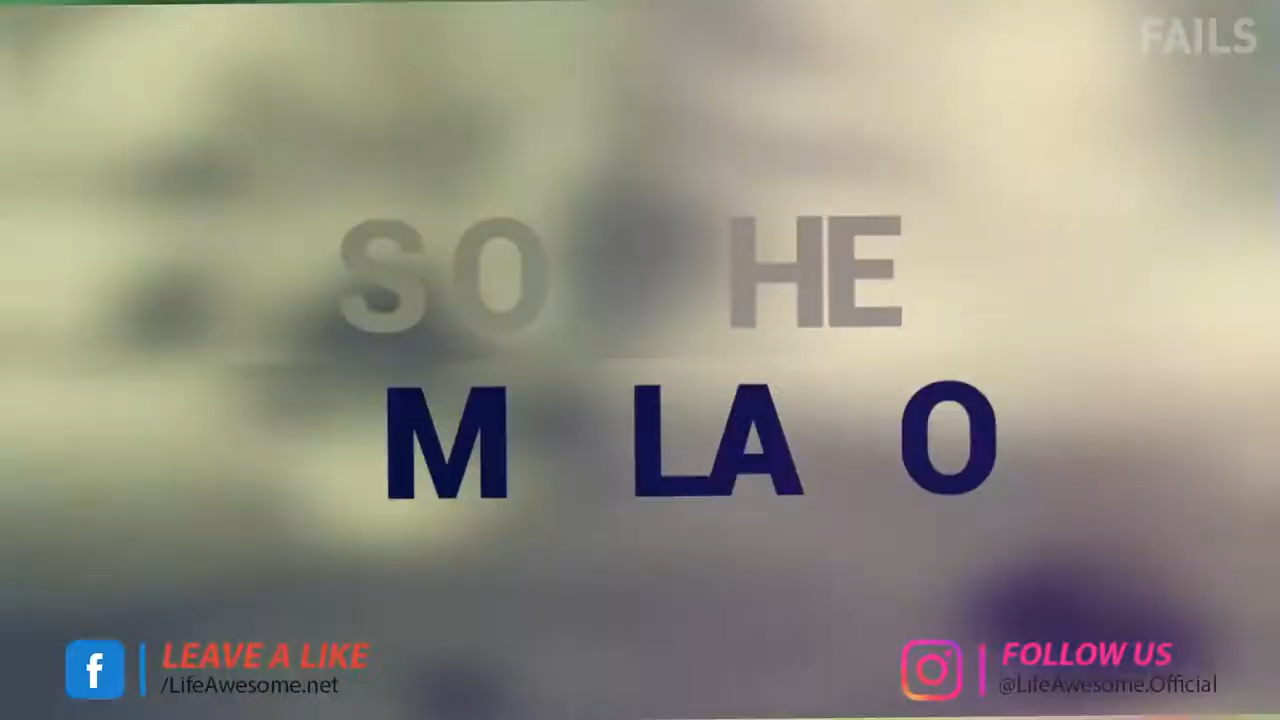 FAILS
SO HE
M LA O
LEAVE A LIKE
/LifeAwesome.net
FOLLOW US
@LifeAwesome.Official